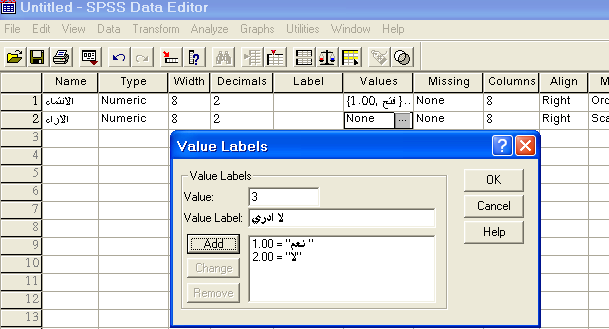 Untitled - SPSS Data Editor
File Edit View Data Transform Analyze Graphs Utilities Window Help
Name Type Width Decimals Label Values Missing Columns Align M
1 الانشاء Numeric 8 2 {1.00, فتح }.. None 8 Right Ord
2 الاراء Numeric 8 2 None ... None 8 Right Sca
3
4
5
6
7
8
9
10
11
12
13
Value Labels
Value Labels
Value: 3
Value Label: لا ادري
Add
Change
Remove
1.00 = "نعم "
2.00 = "لا"
OK
Cancel
Help